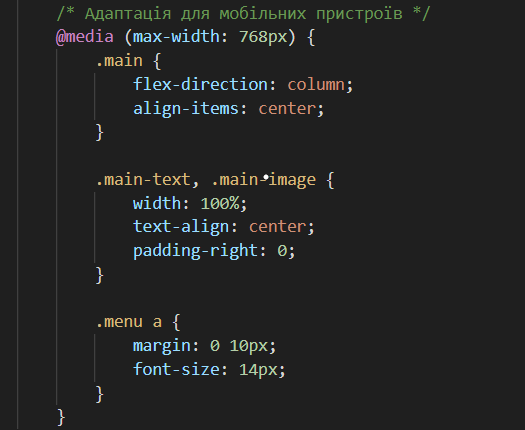 /* Адаптація для мобільних пристроїв */
@media (max-width: 768px) {
.main {
flex-direction: column;
align-items: center;
}
.main-text, .main-image {
width: 100%;
text-align: center;
padding-right: 0;
}
.menu a {
margin: 0 10px;
font-size: 14px;
}
}